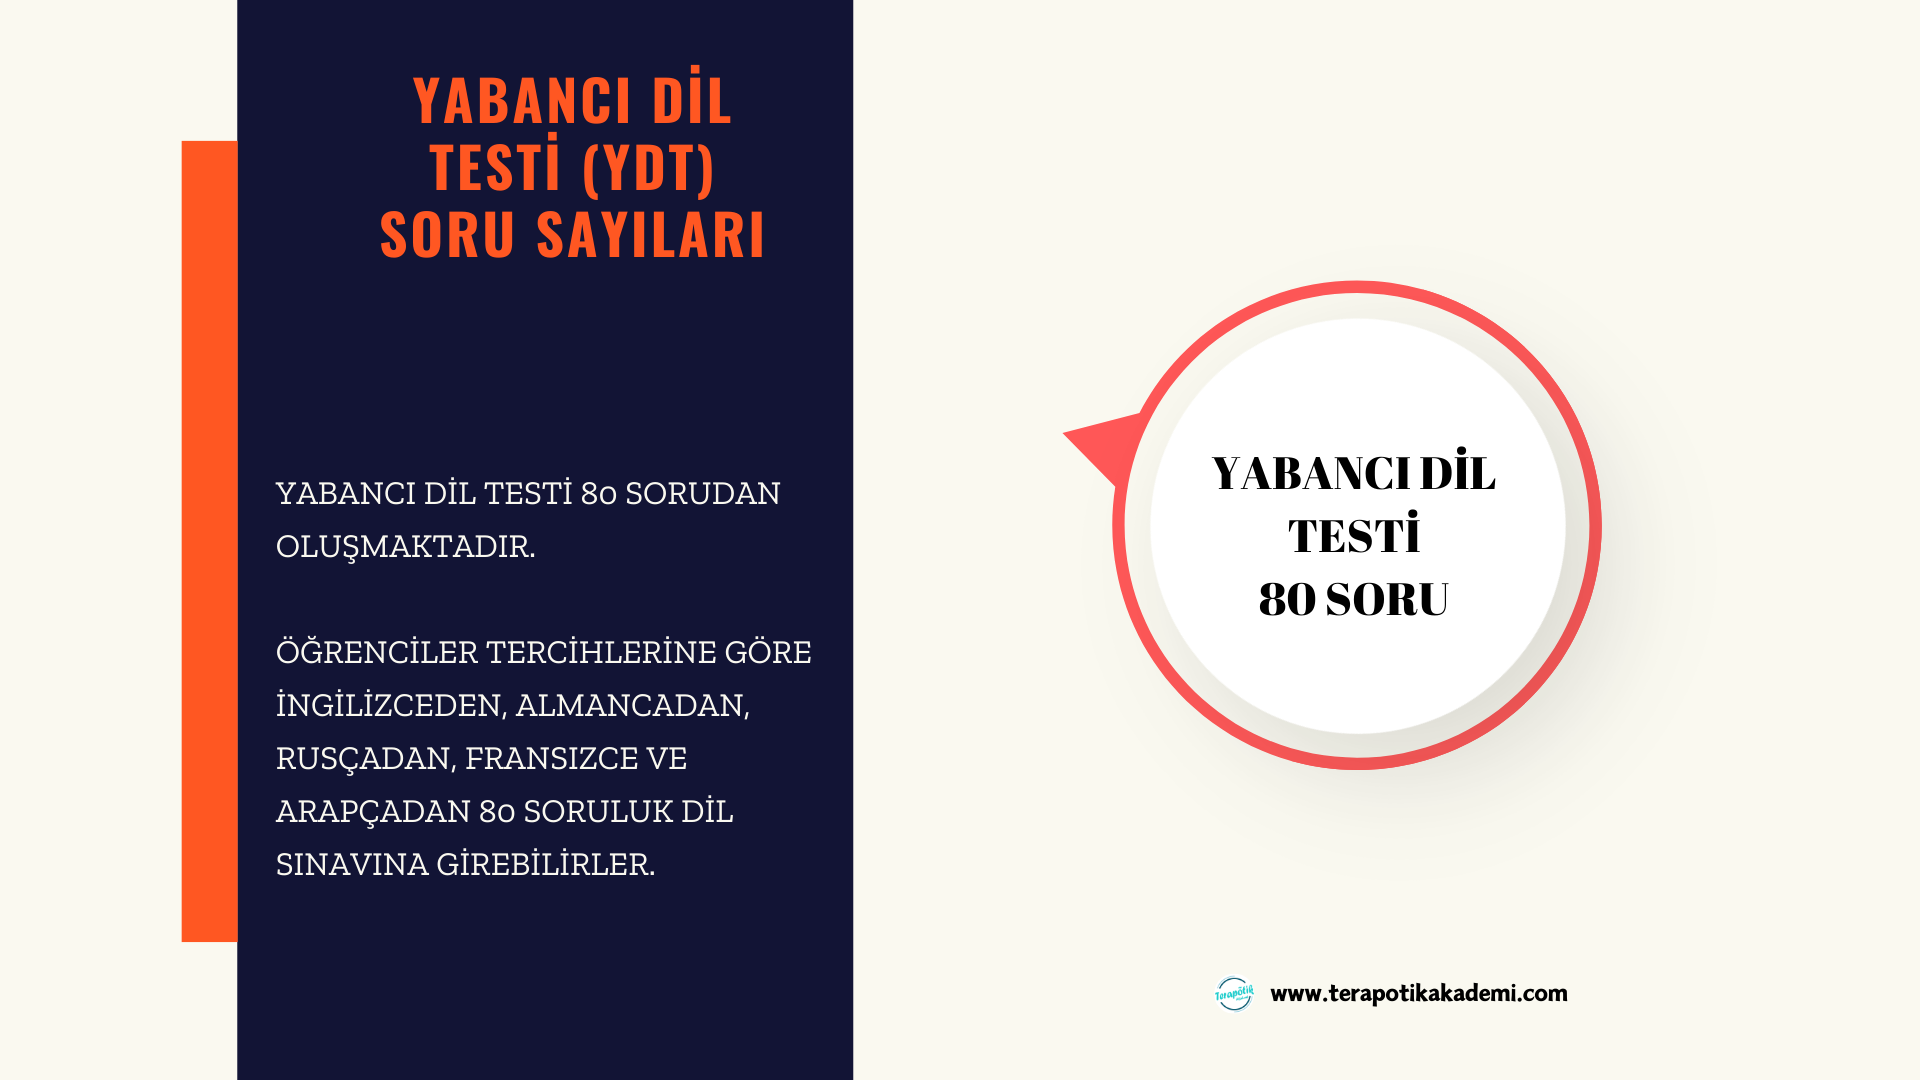 YABANCI DİL
TESTİ (YDT)
SORU SAYILARI
YABANCI DİL TESTİ 80 SORUDAN
OLUŞMAKTADIR.
ÖĞRENCİLER TERCİHLERİNE GÖRE
İNGİLİZCEDEN, ALMANCADAN,
RUSÇADAN, FRANSIZCE VE
ARAPÇADAN 80 SORULUK DİL
SINAVINA GİREBİLİRLER.
YABANCI DİL
TESTİ
80 SORU
Terapötik
www.terapotikakademi.com